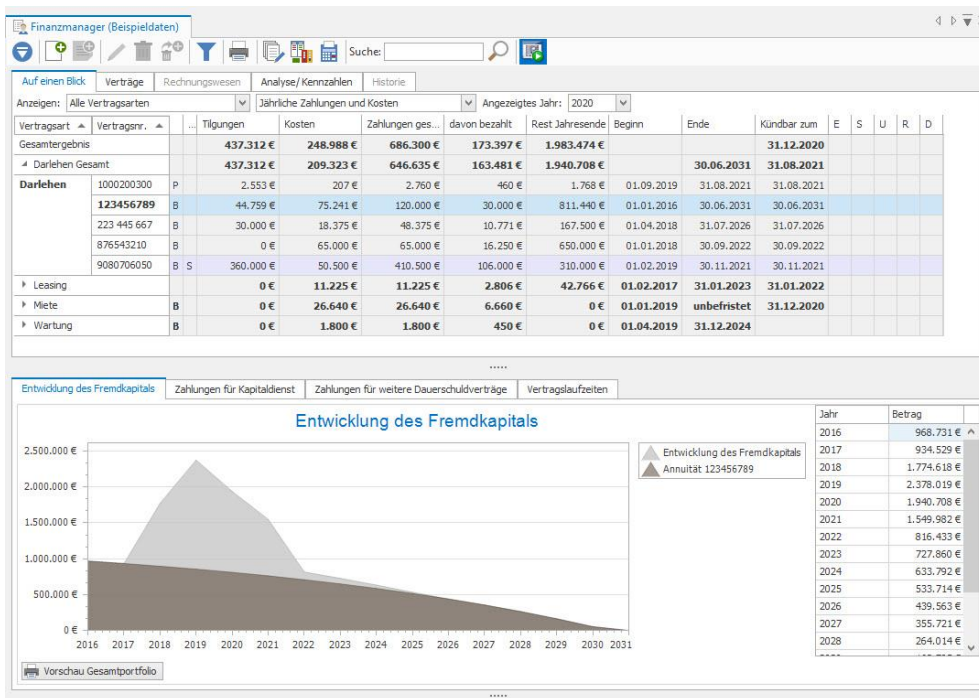 Finanzmanager (Beispieldaten)
Suche:
Auf einen Blick Verträge Rechnungswesen Analyse/Kennzahlen Historie
Anzeigen: Alle Vertragsarten Jährliche Zahlungen und Kosten Angezeigtes Jahr: 2020
Vertragsart Vertragsnr. ... Tilgungen Kosten Zahlungen ges... davon bezahlt Rest Jahresende Beginn Ende Kündbar zum E S U R D
Gesamtergebnis 437.312 € 248.988 € 686.300 € 173.397 € 1.983.474 € 31.12.2020
Darlehen Gesamt 437.312 € 209.323 € 646.635 € 163.481 € 1.940.708 € 30.06.2031 31.08.2021
Darlehen 1000200300 P 2.553 € 207 € 2.760 € 460 € 1.768 € 01.09.2019 31.08.2021 31.08.2021
123456789 B 44.759 € 75.241 € 120.000 € 30.000 € 811.440 € 01.01.2016 30.06.2031 30.06.2031
223 445 667 B 30.000 € 18.375 € 48.375 € 10.771 € 167.500 € 01.04.2018 31.07.2026 31.07.2026
876543210 B 0 € 65.000 € 65.000 € 16.250 € 650.000 € 01.01.2018 30.09.2022 30.09.2022
9080706050 B S 360.000 € 50.500 € 410.500 € 106.000 € 310.000 € 01.02.2019 30.11.2021 30.11.2021
Leasing 0 € 11.225 € 11.225 € 2.806 € 42.766 € 01.02.2017 31.01.2023 31.01.2022
Miete B 0 € 26.640 € 26.640 € 6.660 € 0 € 01.01.2019 unbefristet 31.12.2020
Wartung B 0 € 1.800 € 1.800 € 450 € 0 € 01.04.2019 31.12.2024
Entwicklung des Fremdkapitals Zahlungen für Kapitaldienst Zahlungen für weitere Dauerschuldverträge Vertragslaufzeiten
Entwicklung des Fremdkapitals
2.500.000 €
2.000.000 €
1.500.000 €
1.000.000 €
500.000 €
0 €
2016 2017 2018 2019 2020 2021 2022 2023 2024 2025 2026 2027 2028 2029 2030 2031
Entwicklung des Fremdkapitals
Annuität 123456789
Jahr Betrag
2016 968.731 €
2017 934.529 €
2018 1.774.618 €
2019 2.378.019 €
2020 1.940.708 €
2021 1.549.982 €
2022 816.433 €
2023 727.860 €
2024 633.792 €
2025 533.714 €
2026 439.563 €
2027 355.721 €
2028 264.014 €
Vorschau Gesamtportfolio